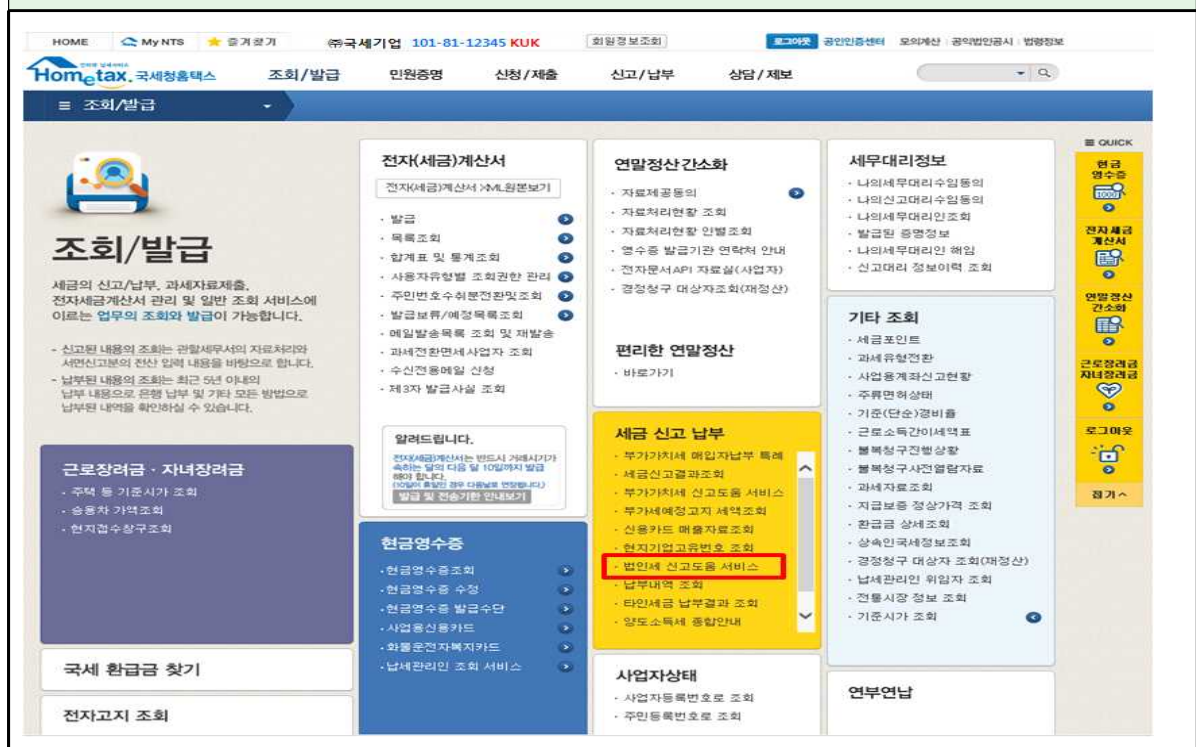 HOME My NTS 즐겨찾기 ㈜국세기업 101-81-12345 KUK 회원정보조회 로그아웃 공인인증센터 모의계산 공익법인공시 법령정보
Hometax. 국세청홈택스 조회/발급 민원증명 신청/제출 신고/납부 상담/제보
≡ 조회/발급
조회/발급
세금의 신고/납부, 과세자료제출,
전자세금계산서 관리 및 일반 조회 서비스에
이르는 업무의 조회와 발급이 가능합니다.
- 신고된 내용의 조회는 관할세무서의 자료처리와
서면신고분의 전산 입력 내용을 바탕으로 합니다.
- 납부된 내용의 조회는 최근 5년 이내의
납부 내용으로 은행 납부 및 기타 모든 방법으로
납부된 내역을 확인하실 수 있습니다.
근로장려금 · 자녀장려금
· 주택 등 기준시가 조회
· 승용차 가액조회
· 현지접수창구조회
국세 환급금 찾기
전자고지 조회
전자(세금)계산서
전자(세금)계산서 XML원본보기
· 발급
· 목록조회
· 합계표 및 통계조회
· 사용자유형별 조회권한 관리
· 주민번호수취분전환및조회
· 발급보류/예정목록조회
· 메일발송목록 조회 및 재발송
· 과세전환면세사업자 조회
· 수신전용메일 신청
· 제3자 발급사실 조회
알려드립니다.
전자(세금)계산서는 반드시 거래시기가
속하는 달의 다음 달 10일까지 발급
해야 합니다.
(10일이 휴일인 경우 다음날로 연장됩니다.)
발급 및 전송기한 안내보기
현금영수증
· 현금영수증조회
· 현금영수증 수정
· 현금영수증 발급수단
· 사업용신용카드
· 화물운전자복지카드
· 납세관리인 조회 서비스
연말정산간소화
· 자료제공동의
· 자료처리현황 조회
· 자료처리현황 인별조회
· 영수증 발급기관 연락처 안내
· 전자문서API 자료실(사업자)
· 경정청구 대상자조회(재정산)
편리한 연말정산
· 바로가기
세금 신고 납부
· 부가가치세 매입자납부 특례
· 세금신고결과조회
· 부가가치세 신고도움 서비스
· 부가세예정고지 세액조회
· 신용카드 매출자료조회
· 현지기업고유번호 조회
· 법인세 신고도움 서비스
· 납부내역 조회
· 타인세금 납부결과 조회
· 양도소득세 종합안내
사업자상태
· 사업자등록번호로 조회
· 주민등록번호로 조회
세무대리정보
· 나의세무대리수임동의
· 나의신고대리수임동의
· 나의세무대리인조회
· 발급된 증명정보
· 나의세무대리인 해임
· 신고대리 정보이력 조회
기타 조회
· 세금포인트
· 과세유형전환
· 사업용계좌신고현황
· 주류면허상태
· 기준(단순)경비율
· 근로소득간이세액표
· 불복청구진행상황
· 불복청구사전열람자료
· 과세자료조회
· 지급보증 정상가격 조회
· 환급금 상세조회
· 상속인국세정보조회
· 경정청구 대상자 조회(재정산)
· 납세관리인 위임자 조회
· 전통시장 정보 조회
· 기준시가 조회
연부연납
≡ QUICK
현금
영수증
1000
전자세금
계산서
연말정산
간소화
근로장려금
자녀장려금
로그아웃
접기